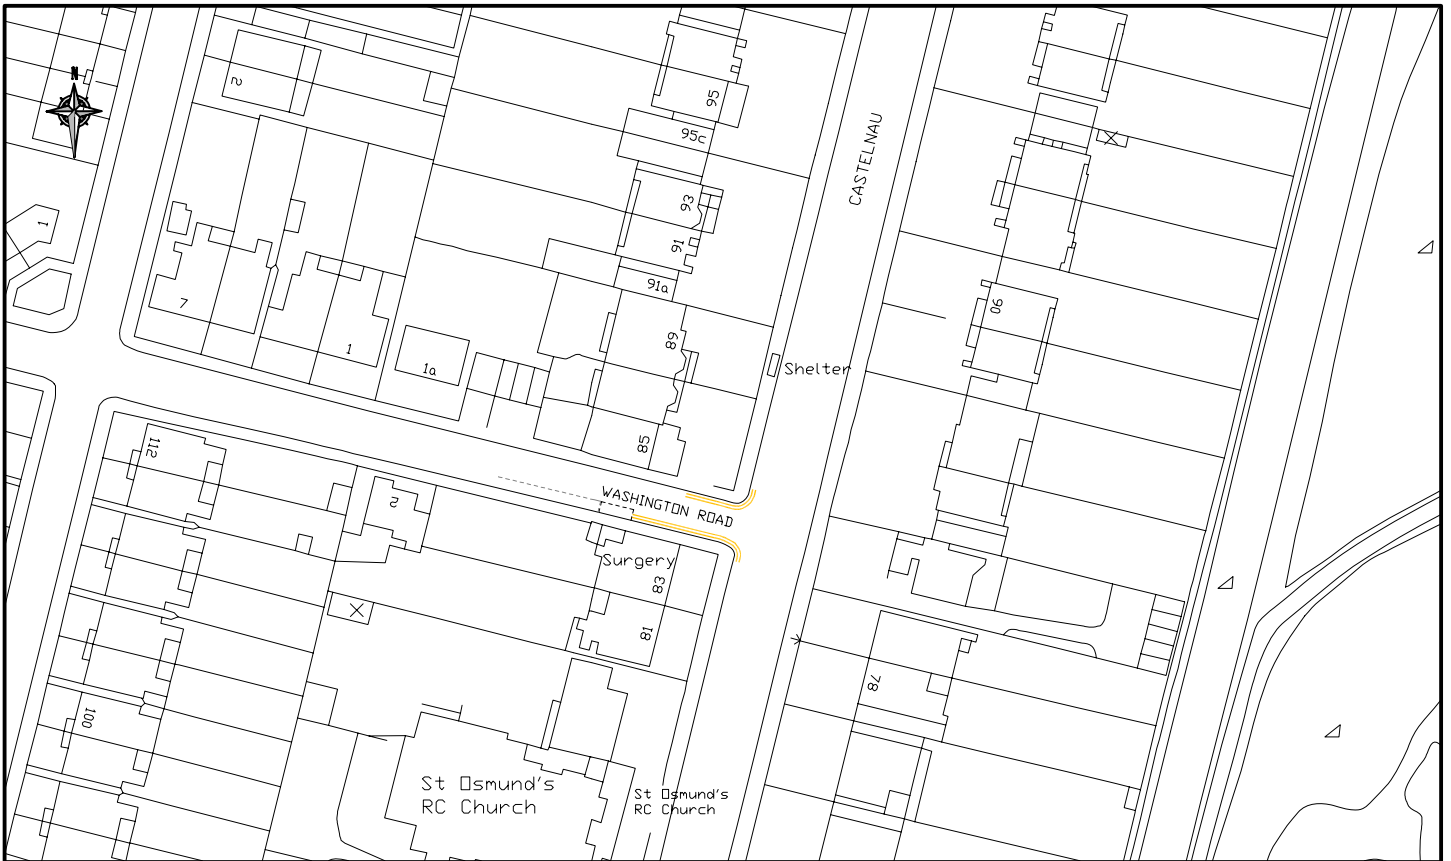 N
2
95
95c
CASTELNAU
93
1
91
91a
90
7
89
1
1a
Shelter
85
112
2
WASHINGTON ROAD
Surgery
83
81
78
100
St Osmund's
RC Church
St Osmund's
RC Church